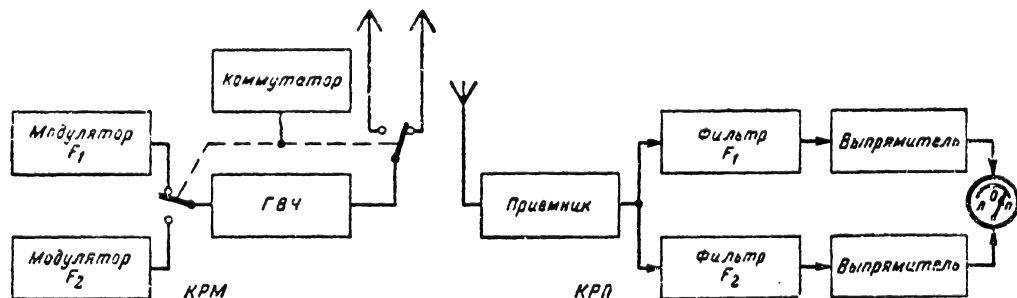 Коммутатор
Модулятор
F1
ГВЧ
Модулятор
F2
КРМ
Приемник
Фильтр
F1
Выпрямитель
Л 0 П
Фильтр
F2
Выпрямитель
КРП